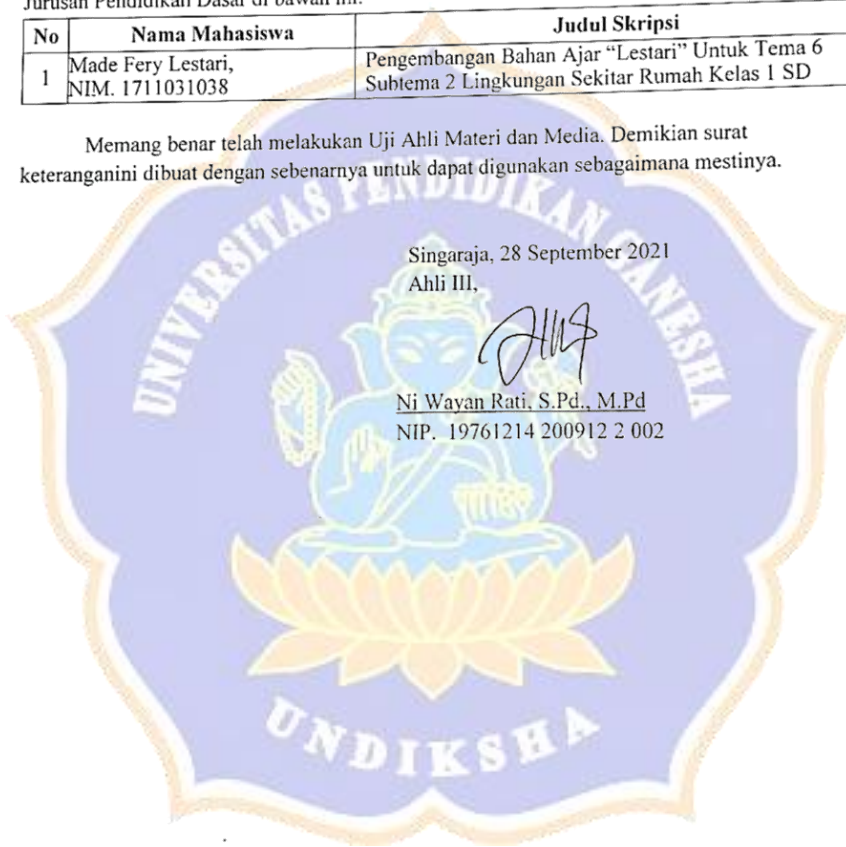 Jurusan Pendidikan Dasar di bawah ini:
No Nama Mahasiswa Judul Skripsi
1 Made Fery Lestari, NIM. 1711031038 Pengembangan Bahan Ajar “Lestari” Untuk Tema 6
Subtema 2 Lingkungan Sekitar Rumah Kelas 1 SD
Memang benar telah melakukan Uji Ahli Materi dan Media. Demikian surat
keteranganini dibuat dengan sebenarnya untuk dapat digunakan sebagaimana mestinya.
UNIVERSITAS PENDIDIKAN GANESHA
Singaraja, 28 September 2021
Ahli III,
Ni Wayan Rati, S.Pd., M.Pd
NIP. 19761214 200912 2 002
UNDIKSHA